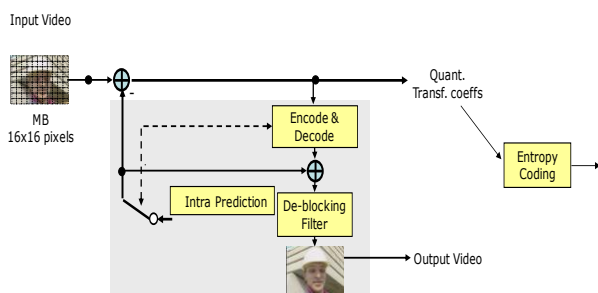 Input Video
MB
16x16 pixels
-
Quant.
Transf. coeffs
Encode &
Decode
Entropy
Coding
Intra Prediction
De-blocking
Filter
Output Video